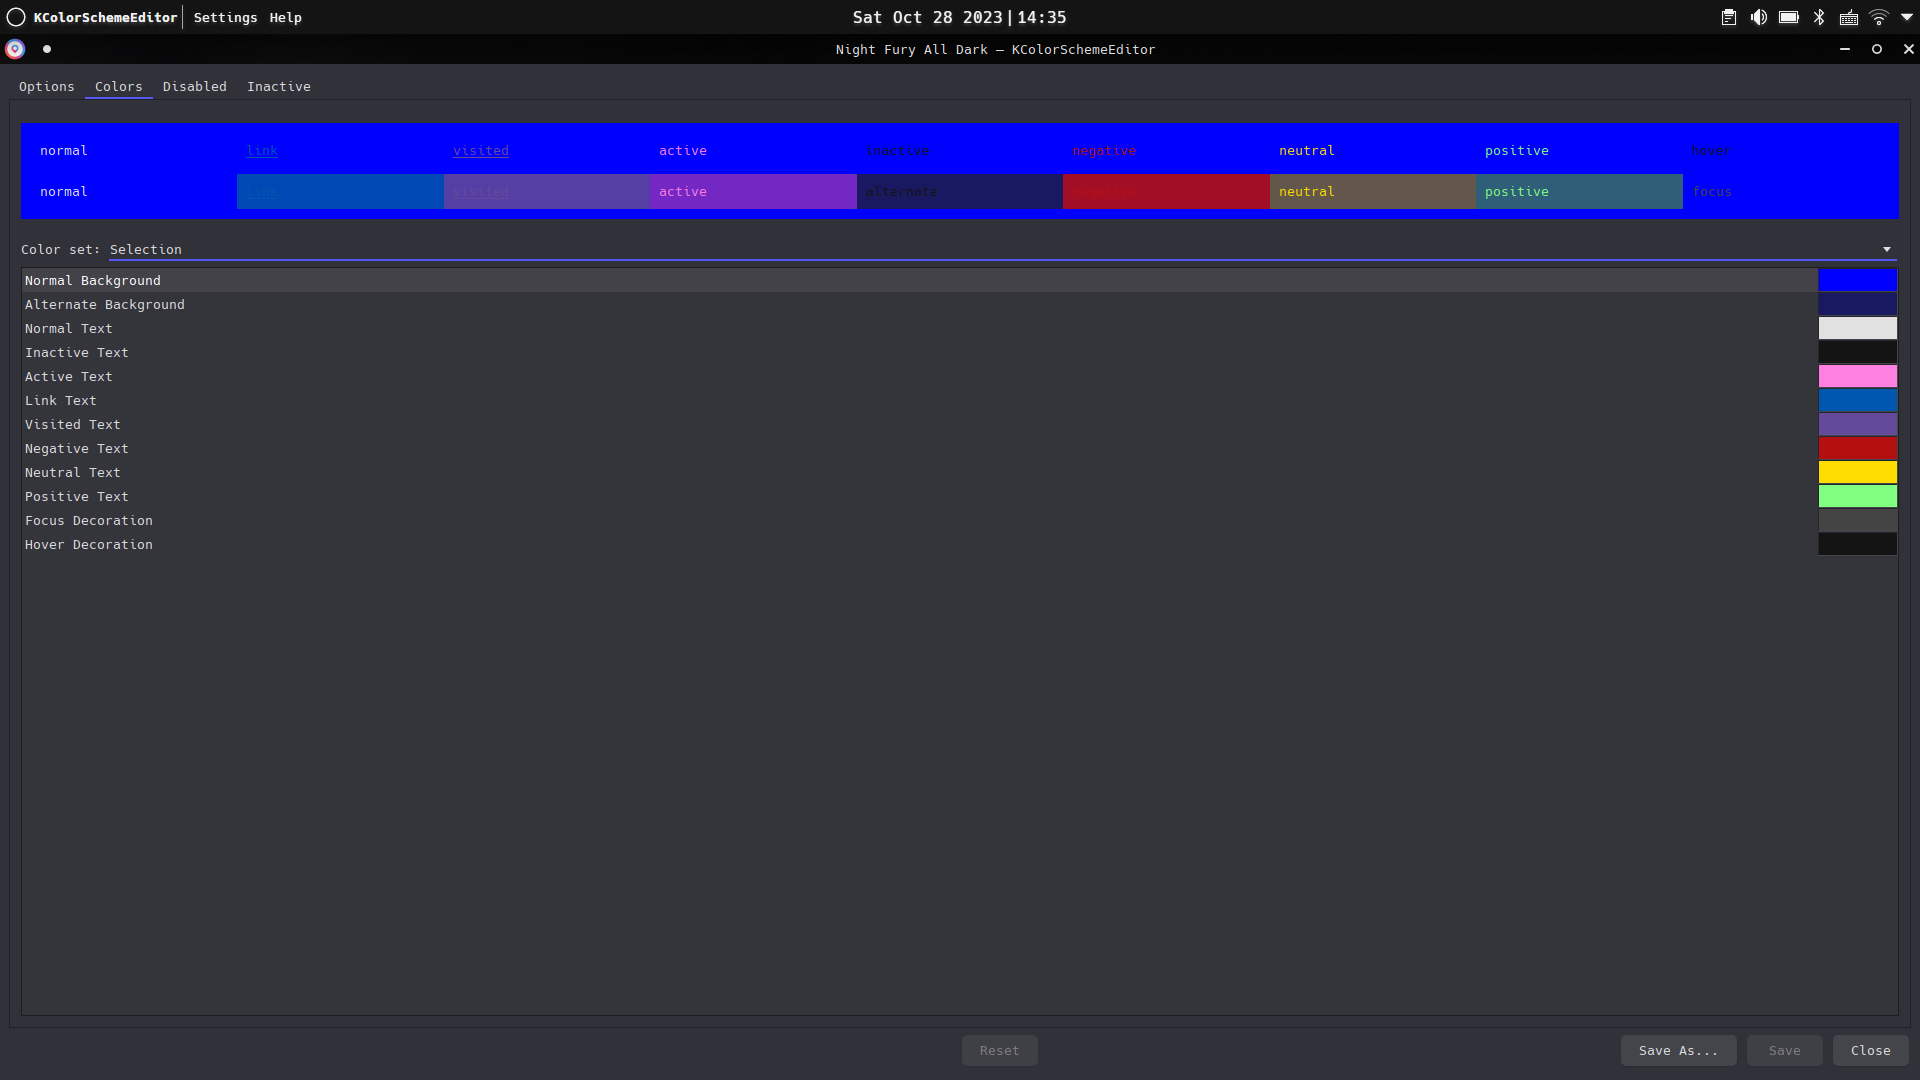 KColorSchemeEditor Settings Help Sat Oct 28 2023|14:35
Night Fury All Dark — KColorSchemeEditor
Options Colors Disabled Inactive
normal link visited active inactive negative neutral positive hover
normal link visited active alternate neutral positive focus
Color set: Selection
Normal Background
Alternate Background
Normal Text
Inactive Text
Active Text
Link Text
Visited Text
Negative Text
Neutral Text
Positive Text
Focus Decoration
Hover Decoration
Reset Save As... Save Close